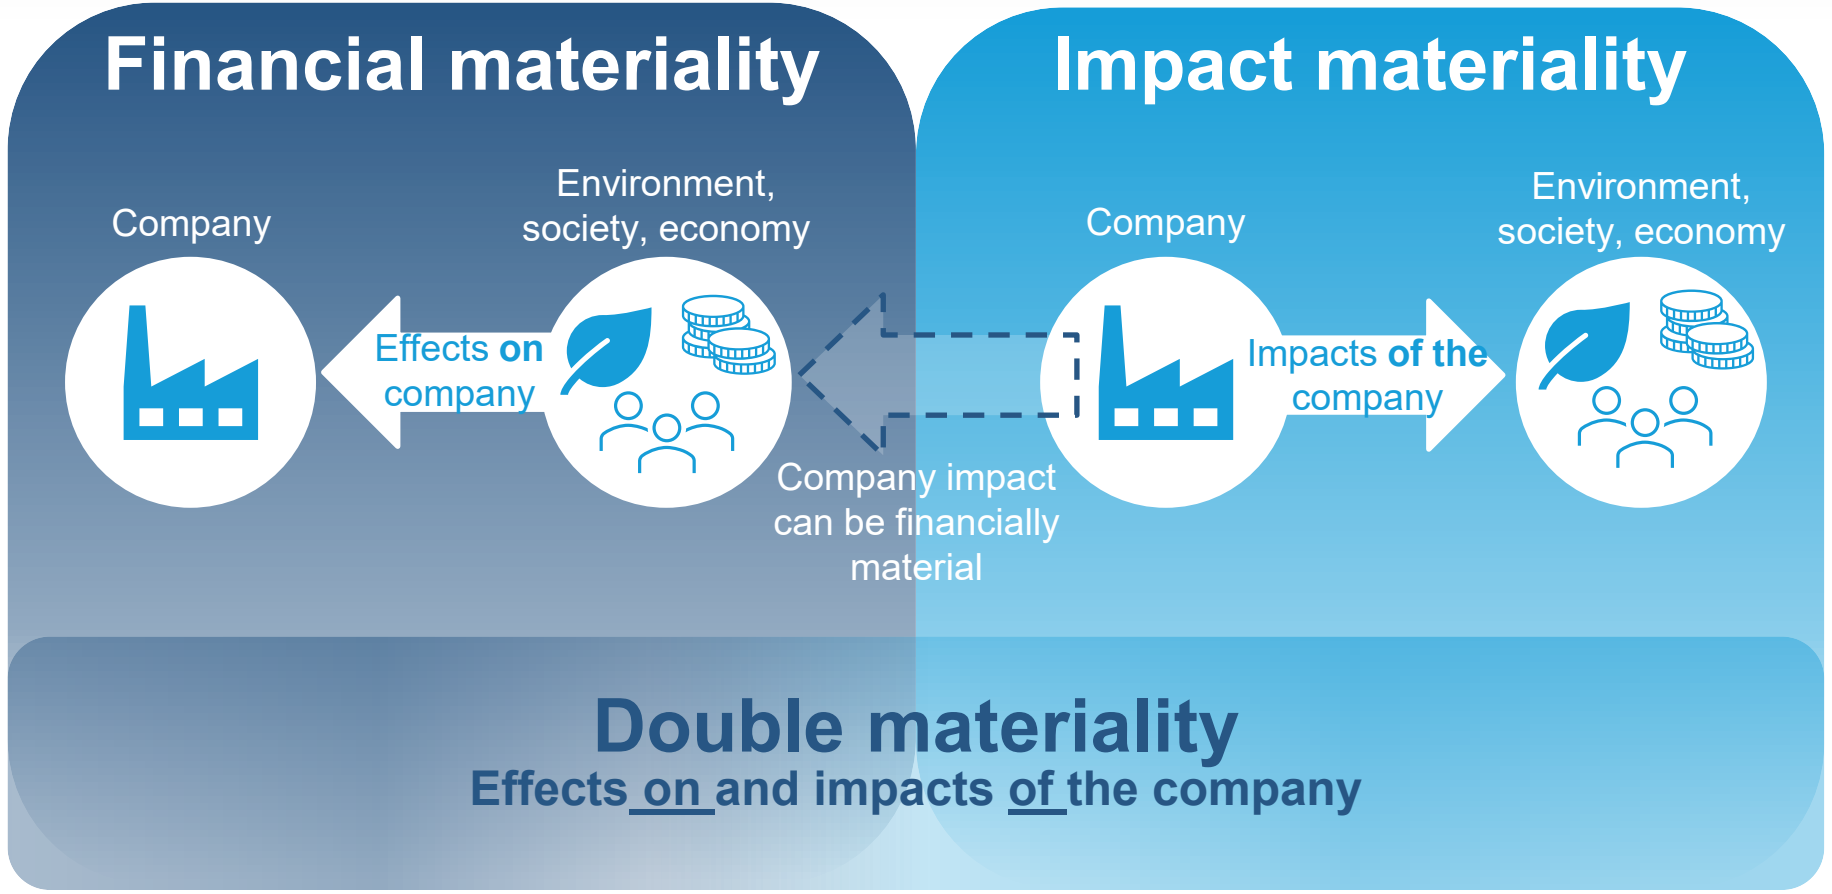 Financial materiality
Impact materiality
Company
Environment,
society, economy
Effects on
company
Company impact
can be financially
material
Company
Environment,
society, economy
Impacts of the
company
Double materiality
Effects on and impacts of the company